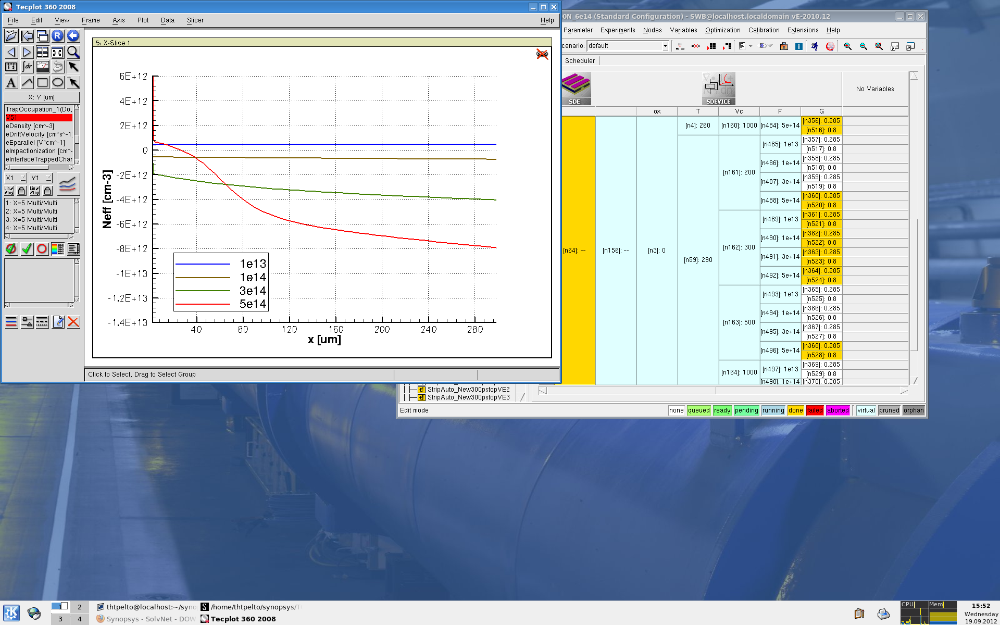 Tecplot 360 2008
File Edit View Frame Axis Plot Data Slicer Help
X: Y [um]
TrapOccupation_1(Do,
V51
eDensity [cm^-3]
eDriftVelocity [cm*s^-1
eEparallel [V*cm^-1]
eImpactIonization [cm^-
eInterfaceTrappedChar
X1 Y1
1: X=5 Multi/Multi
2: X=5 Multi/Multi
3: X=5 Multi/Multi
4: X=5 Multi/Multi
5: X-Slice 1
6E+12
4E+12
2E+12
0
-2E+12
-4E+12
-6E+12
-8E+12
-1E+13
-1.2E+13
-1.4E+13
Neff [cm-3]
1e13
1e14
3e14
5e14
40 80 120 160 200 240 280
x [um]
Click to Select, Drag to Select Group
0N_6e14 (Standard Configuration) - SWB@localhost.localdomain vE-2010.12
Parameter Experiments Nodes Variables Optimization Calibration Extensions Help
cenario: default
Scheduler
SDE SDEVICE No Variables
ox T Vc F G
[n64]: -- [n156]: -- [n3]: 0
[n4]: 260 [n160]: 1000 [n484]: 5e+14 [n356]: 0.285
[n516]: 0.8
[n59]: 290
[n161]: 200
[n485]: 1e13 [n357]: 0.285
[n517]: 0.8
[n486]: 1e+14 [n358]: 0.285
[n518]: 0.8
[n487]: 3e+14 [n359]: 0.285
[n519]: 0.8
[n488]: 5e+14 [n360]: 0.285
[n520]: 0.8
[n162]: 300
[n489]: 1e13 [n361]: 0.285
[n521]: 0.8
[n490]: 1e+14 [n362]: 0.285
[n522]: 0.8
[n491]: 3e+14 [n363]: 0.285
[n523]: 0.8
[n492]: 5e+14 [n364]: 0.285
[n524]: 0.8
[n163]: 500
[n493]: 1e13 [n365]: 0.285
[n525]: 0.8
[n494]: 1e+14 [n366]: 0.285
[n526]: 0.8
[n495]: 3e+14 [n367]: 0.285
[n527]: 0.8
[n496]: 5e+14 [n368]: 0.285
[n528]: 0.8
[n164]: 1000
[n497]: 1e13 [n369]: 0.285
[n529]: 0.8
[n498]: 1e+14 [n370]: 0.285
StripAuto_New300pstopVE2
StripAuto_New300pstopVE3
Edit mode
none queued ready pending running done failed aborted virtual pruned orphan
1 2
3 4
thtpelto@localhost:~/syno
/home/thtpelto/synopsys/T
Synopsys - SolvNet - DOW
Tecplot 360 2008
CPU Mem
15:52
Wednesday
19.09.2012